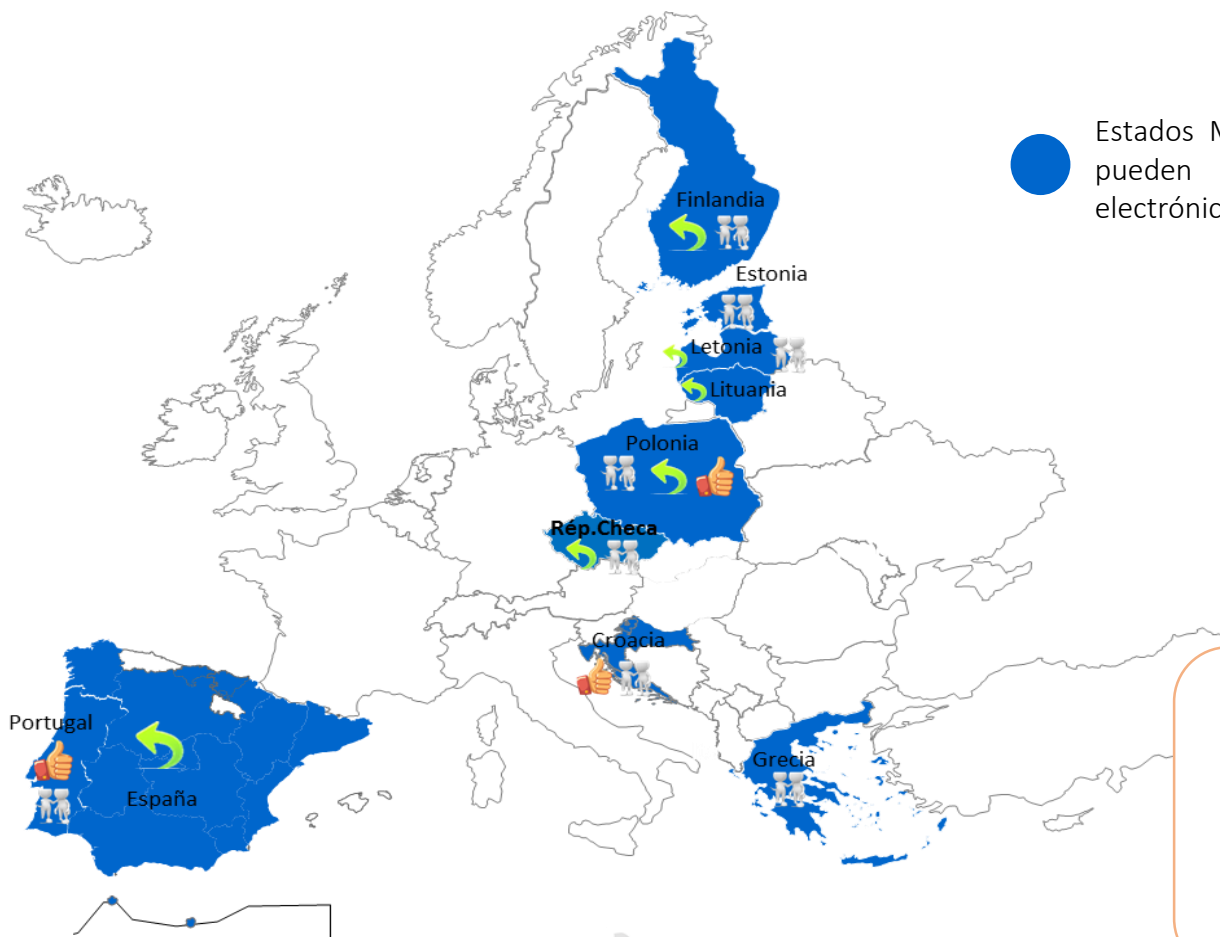 Estados M
pueden
electrónic
Finlandia
Estonia
Letonia
Lituania
Polonia
Rép.Checa
Croacia
Portugal
Grecia
España